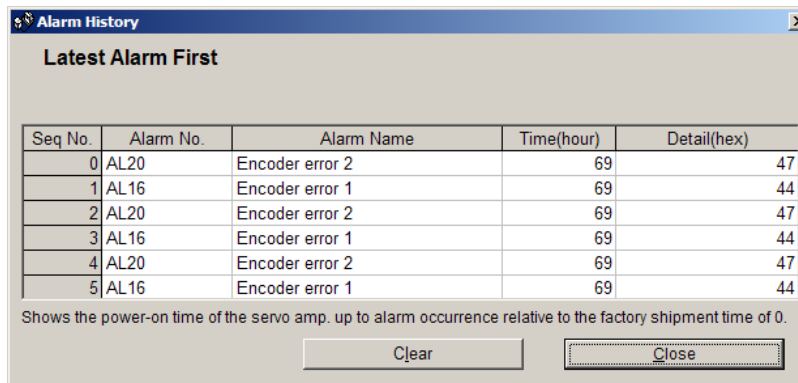 Alarm History
Latest Alarm First
Seq No. Alarm No. Alarm Name Time(hour) Detail(hex)
0 AL20 Encoder error 2 69 47
1 AL16 Encoder error 1 69 44
2 AL20 Encoder error 2 69 47
3 AL16 Encoder error 1 69 44
4 AL20 Encoder error 2 69 47
5 AL16 Encoder error 1 69 44
Shows the power-on time of the servo amp. up to alarm occurrence relative to the factory shipment time of 0.
Clear Close